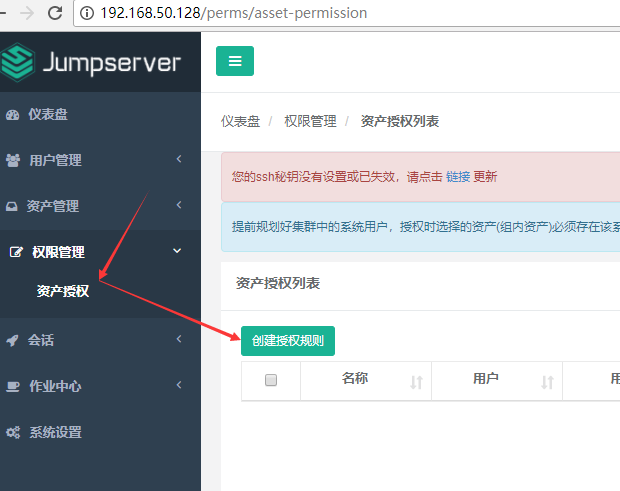 192.168.50.128/perms/asset-permission
Jumpserver
仪表盘
用户管理
资产管理
权限管理
资产授权
会话
作业中心
系统设置
仪表盘 / 权限管理 / 资产授权列表
您的ssh秘钥没有设置或已失效，请点击 链接 更新
提前规划好集群中的系统用户，授权时选择的资产(组内资产)必须存在该系
资产授权列表
创建授权规则
名称 用户 用